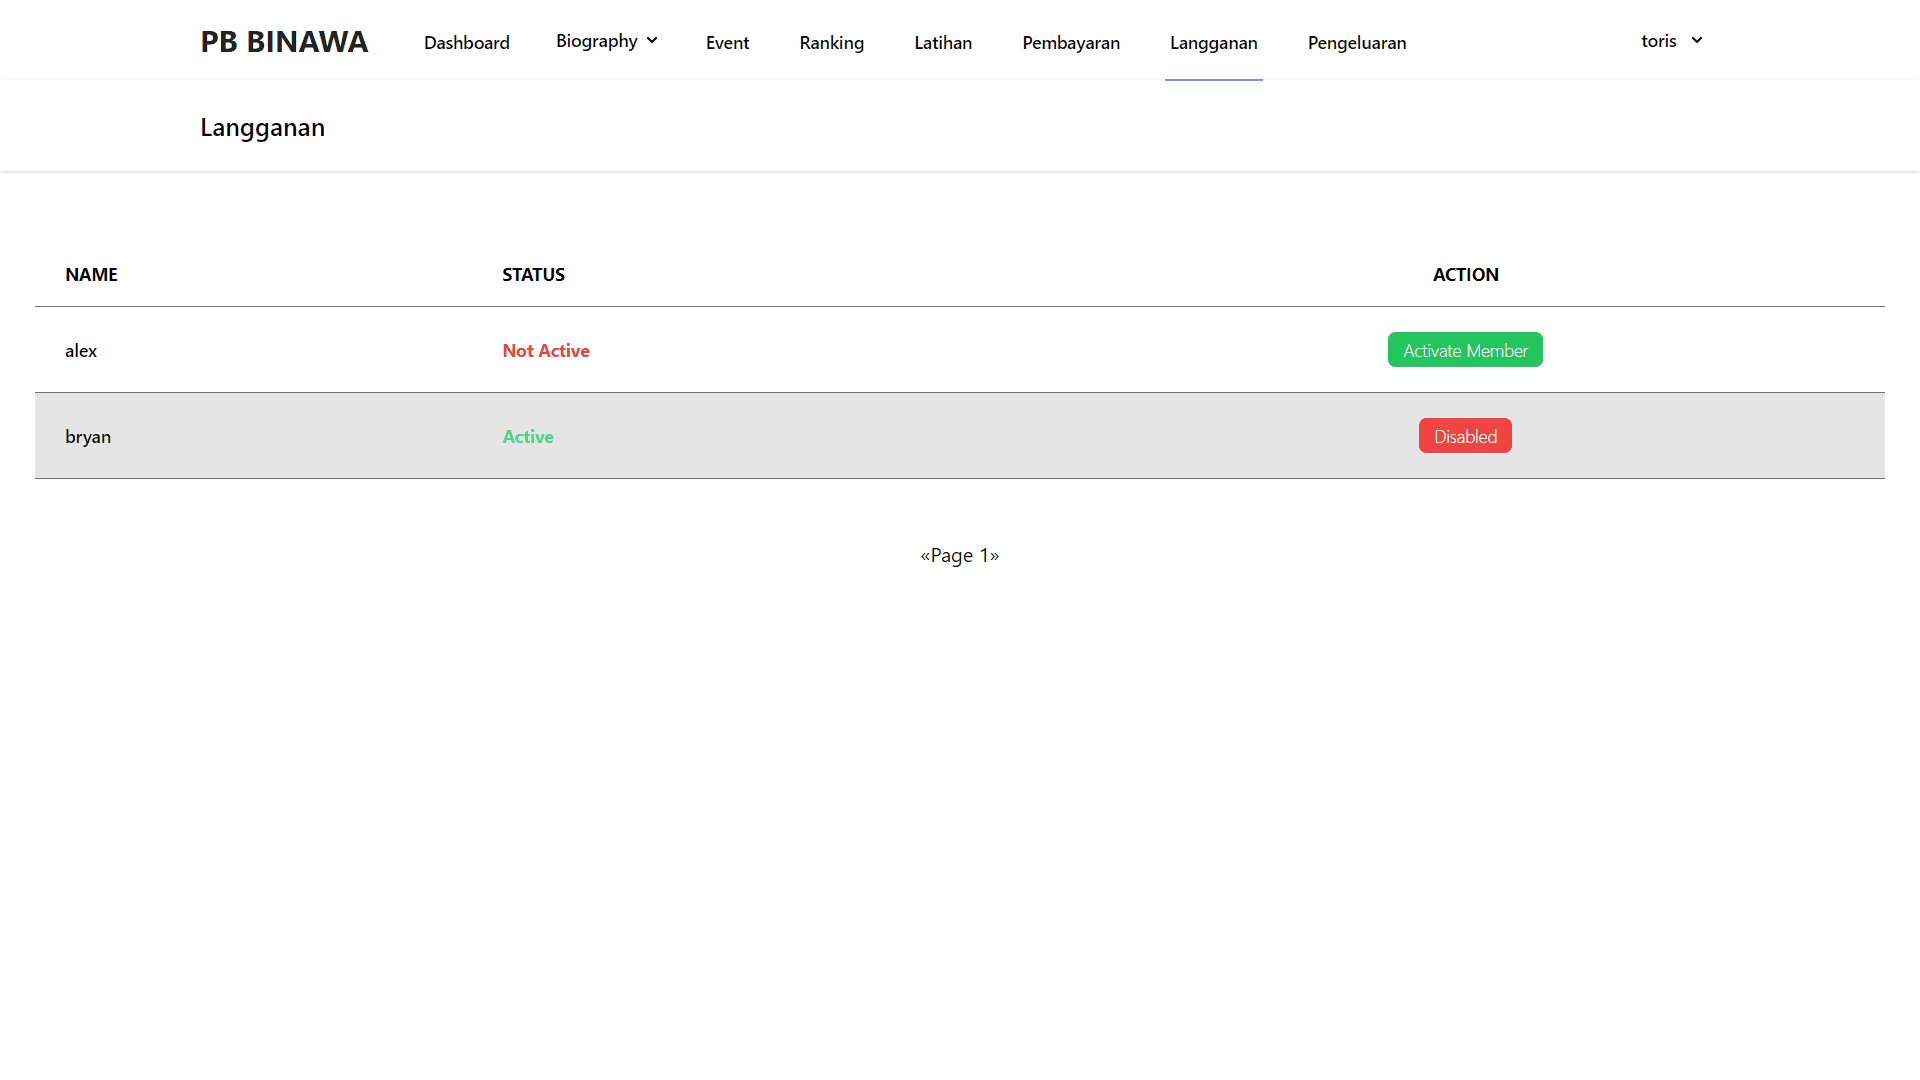 PB BINAWA Dashboard Biography Event Ranking Latihan Pembayaran Langganan Pengeluaran toris
Langganan
NAME STATUS ACTION
alex Not Active Activate Member
bryan Active Disabled
«Page 1»